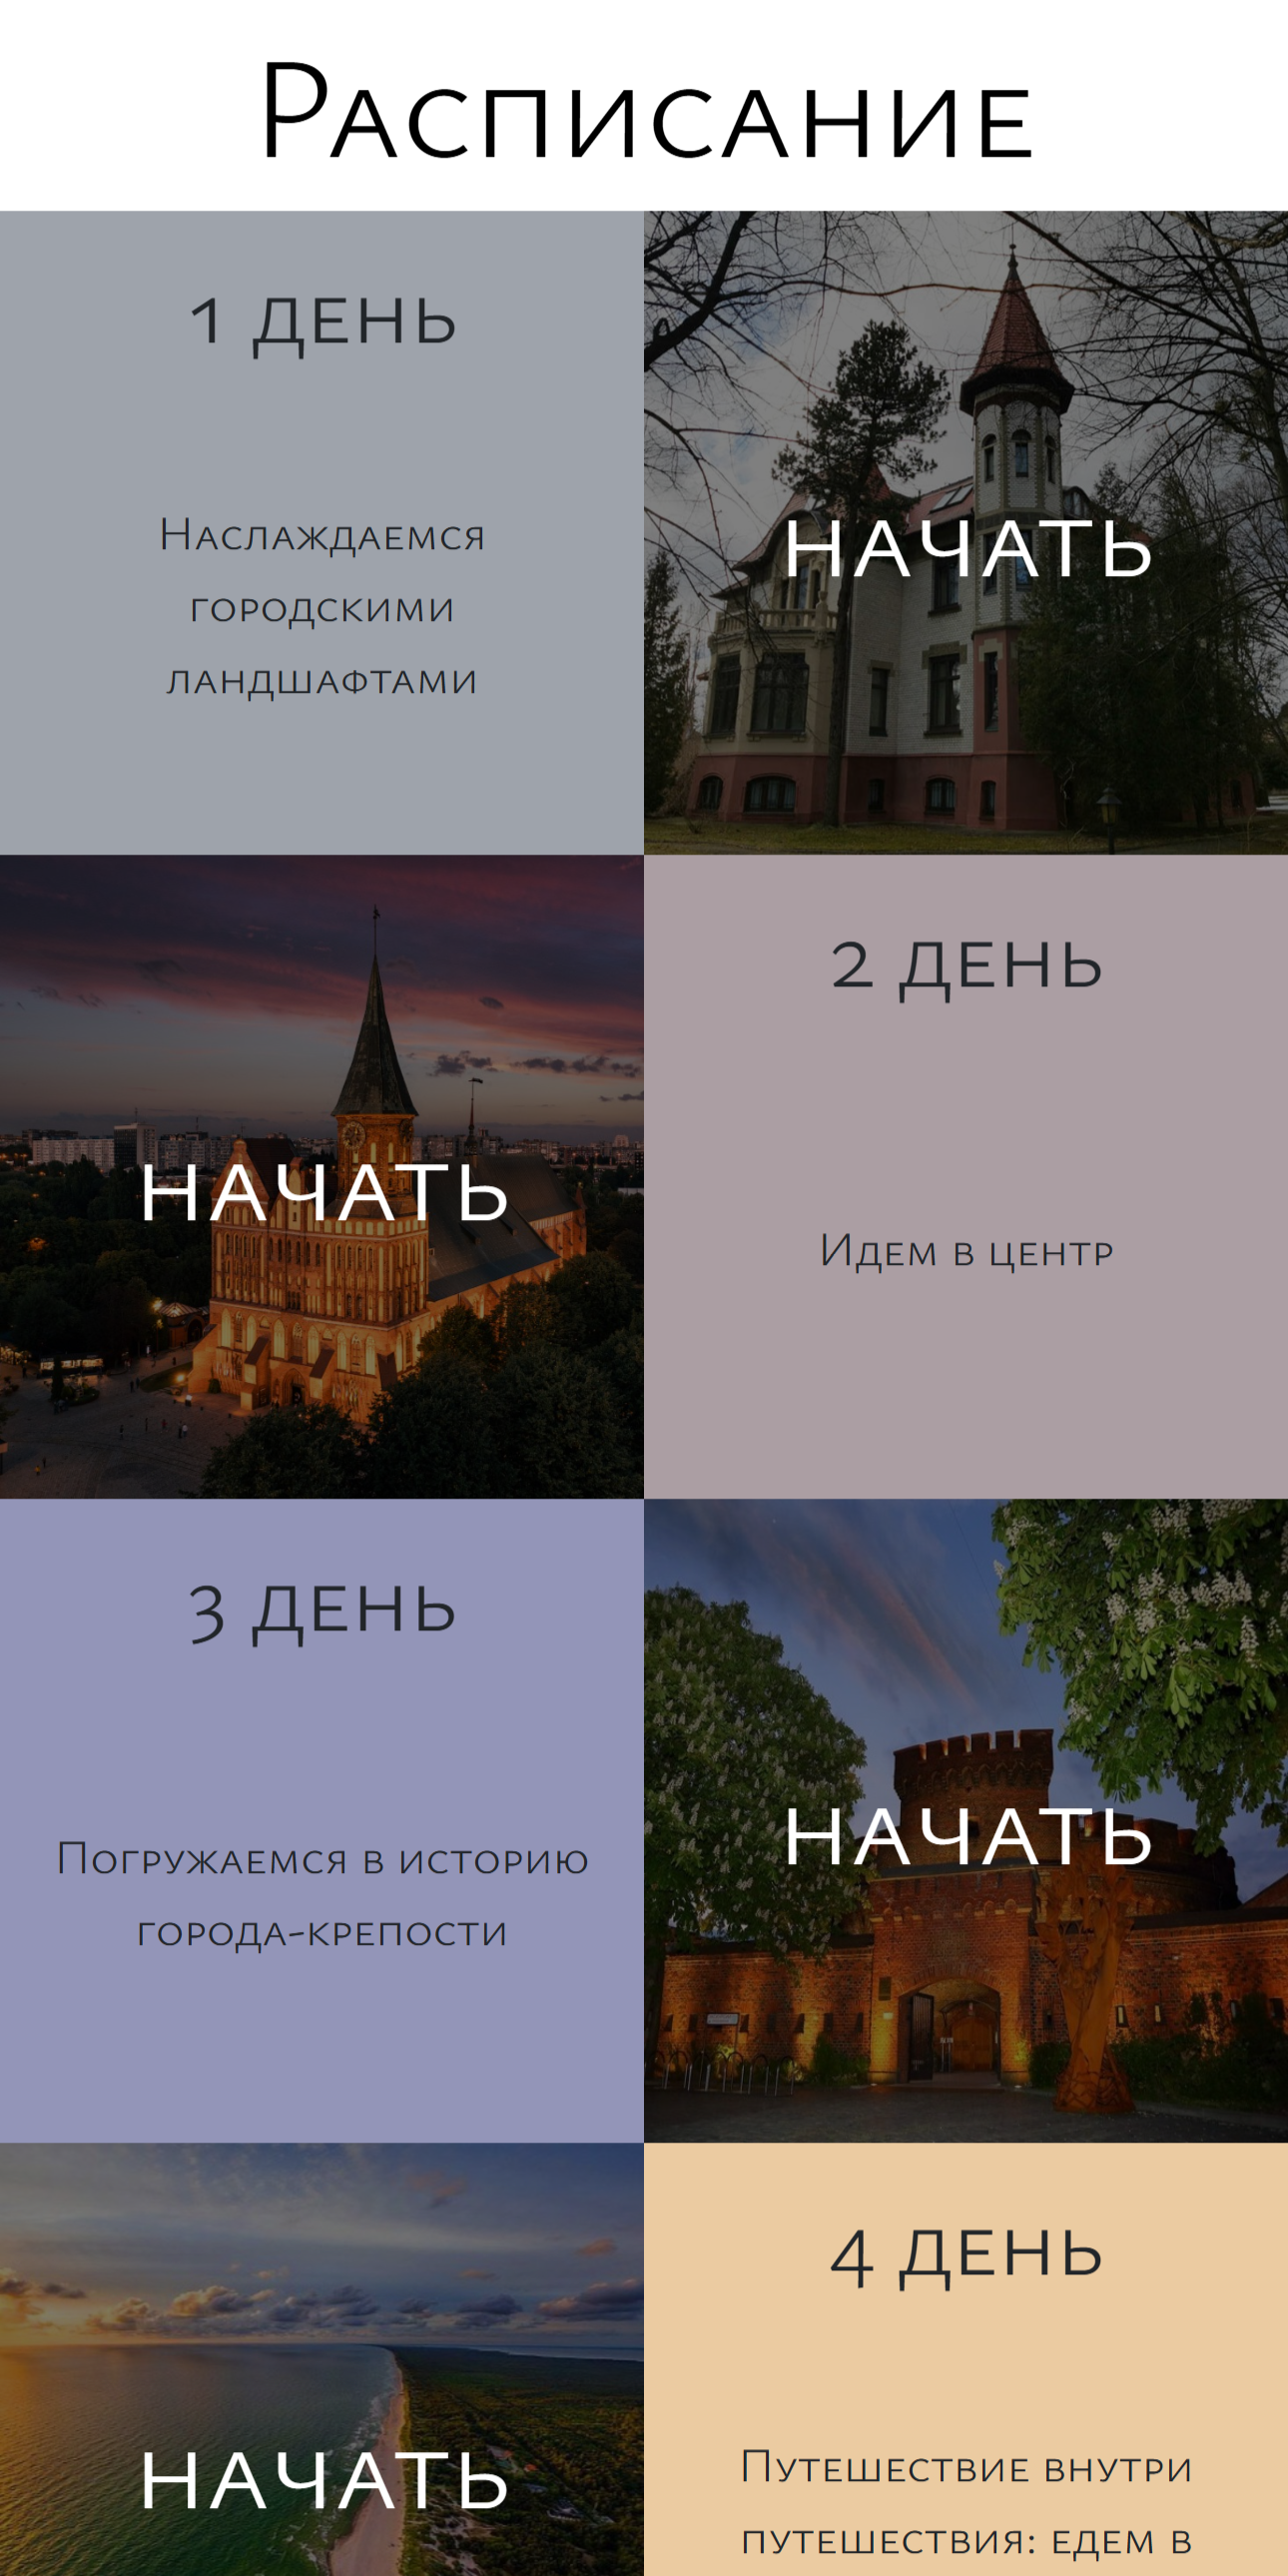 Расписание
1 день
Наслаждаемся
городскими
ландшафтами
начать
начать
2 день
Идем в центр
3 день
Погружаемся в историю
города-крепости
начать
начать
4 день
Путешествие внутри
путешествия: едем в